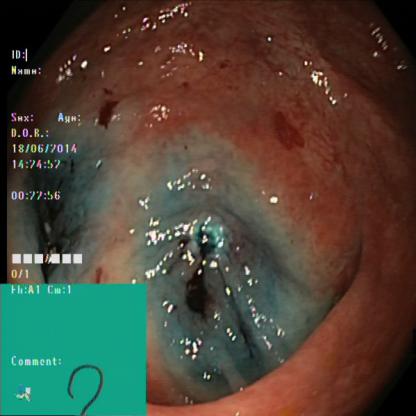 ID:
Name:
Sex: Age:
D.O.B.:
18/06/2014
14:24:52
00:22:56
0/1
Eh:A1 Cm:1
Comment: